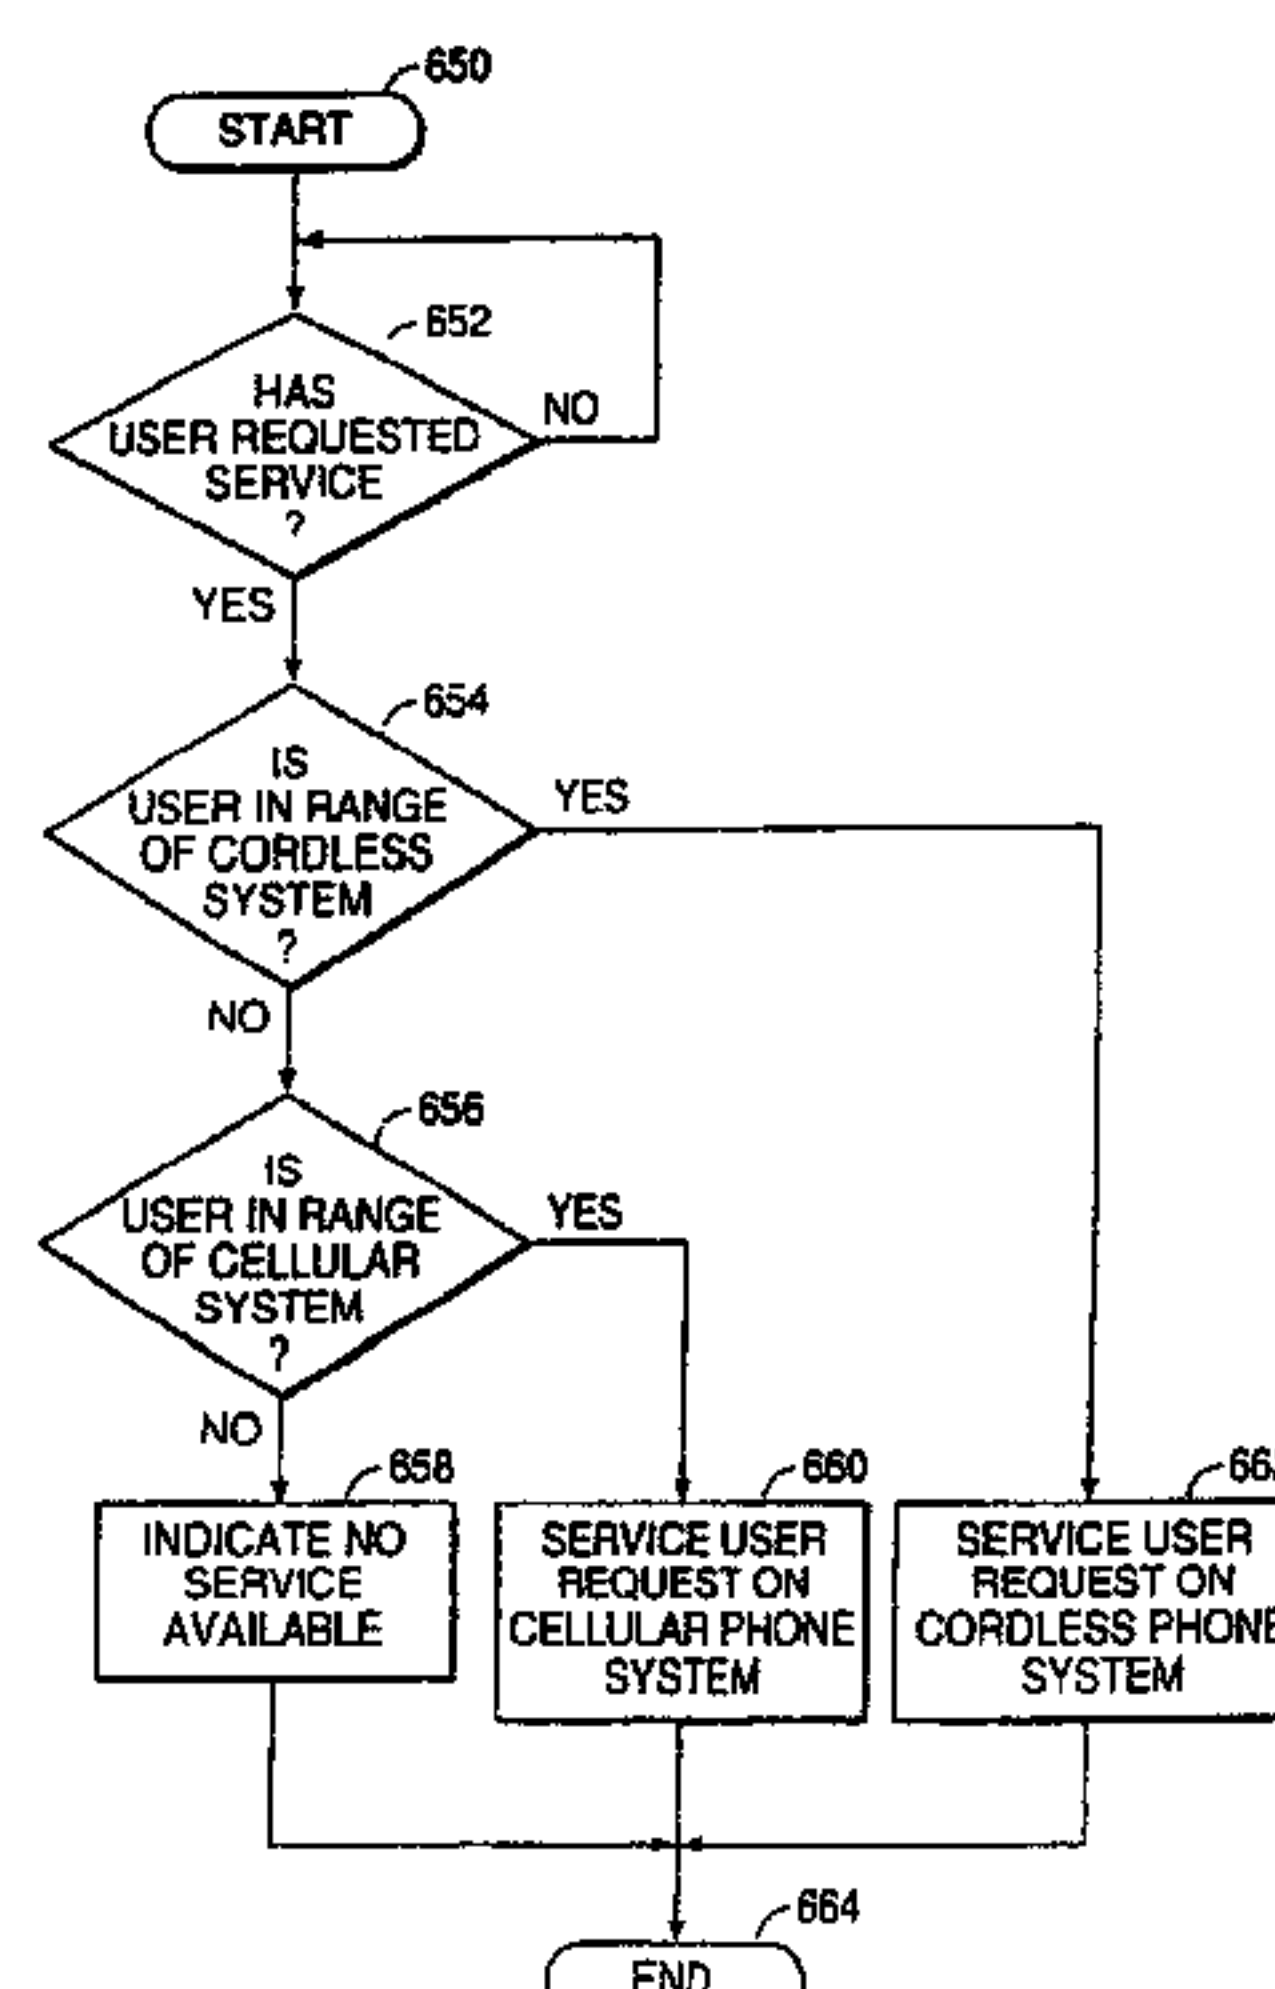 650
START
652
HAS
USER REQUESTED
SERVICE
?
NO
YES
654
IS
USER IN RANGE
OF CORDLESS
SYSTEM
?
YES
NO
656
IS
USER IN RANGE
OF CELLULAR
SYSTEM
?
YES
NO
658
INDICATE NO
SERVICE
AVAILABLE
660
SERVICE USER
REQUEST ON
CELLULAR PHONE
SYSTEM
SERVICE USER
REQUEST ON
CORDLESS PHONE
SYSTEM
664
END